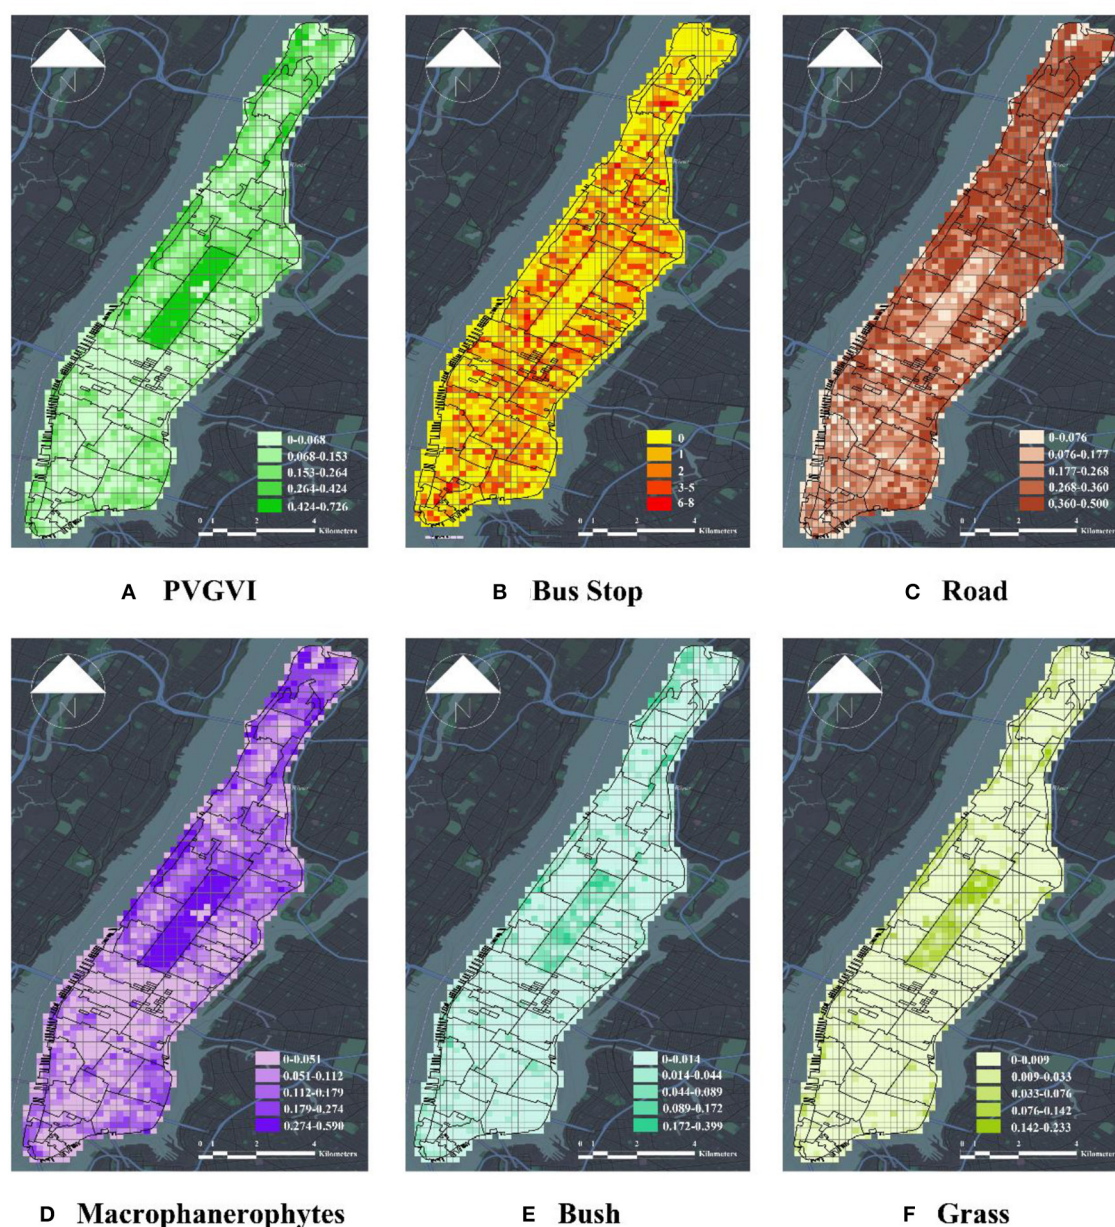 N
0-0.068
0.068-0.153
0.153-0.264
0.264-0.424
0.424-0.726
0 1 2 4
Kilometers
A PVGVI
N
0
1
2
3-5
6-8
0 1 2 4
Kilometers
B Bus Stop
N
0-0.076
0.076-0.177
0.177-0.268
0.268-0.360
0.360-0.500
0 1 2 4
Kilometers
C Road
N
0-0.051
0.051-0.112
0.112-0.179
0.179-0.274
0.274-0.590
0 1 2 4
Kilometers
D Macrophanerophytes
N
0-0.014
0.014-0.044
0.044-0.089
0.089-0.172
0.172-0.399
0 1 2 4
Kilometers
E Bush
N
0-0.009
0.009-0.033
0.033-0.076
0.076-0.142
0.142-0.233
0 1 2 4
Kilometers
F Grass